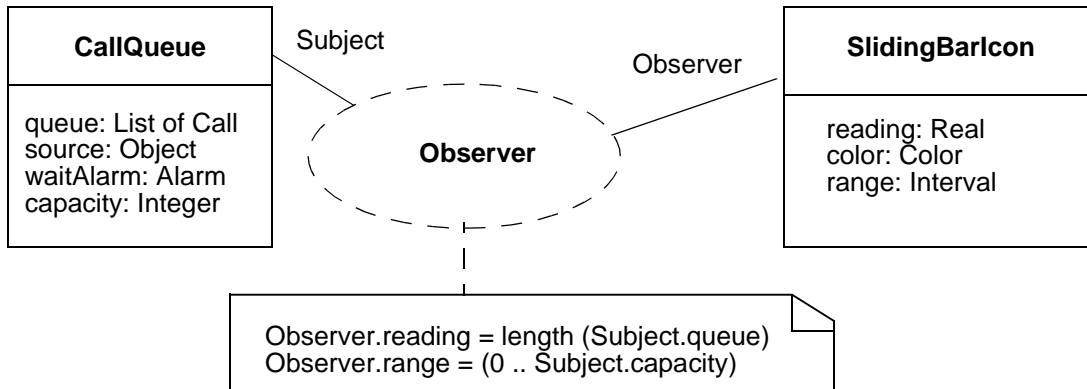 CallQueue
queue: List of Call
source: Object
waitAlarm: Alarm
capacity: Integer
Subject
Observer
Observer
SlidingBarIcon
reading: Real
color: Color
range: Interval
Observer.reading = length (Subject.queue)
Observer.range = (0 .. Subject.capacity)